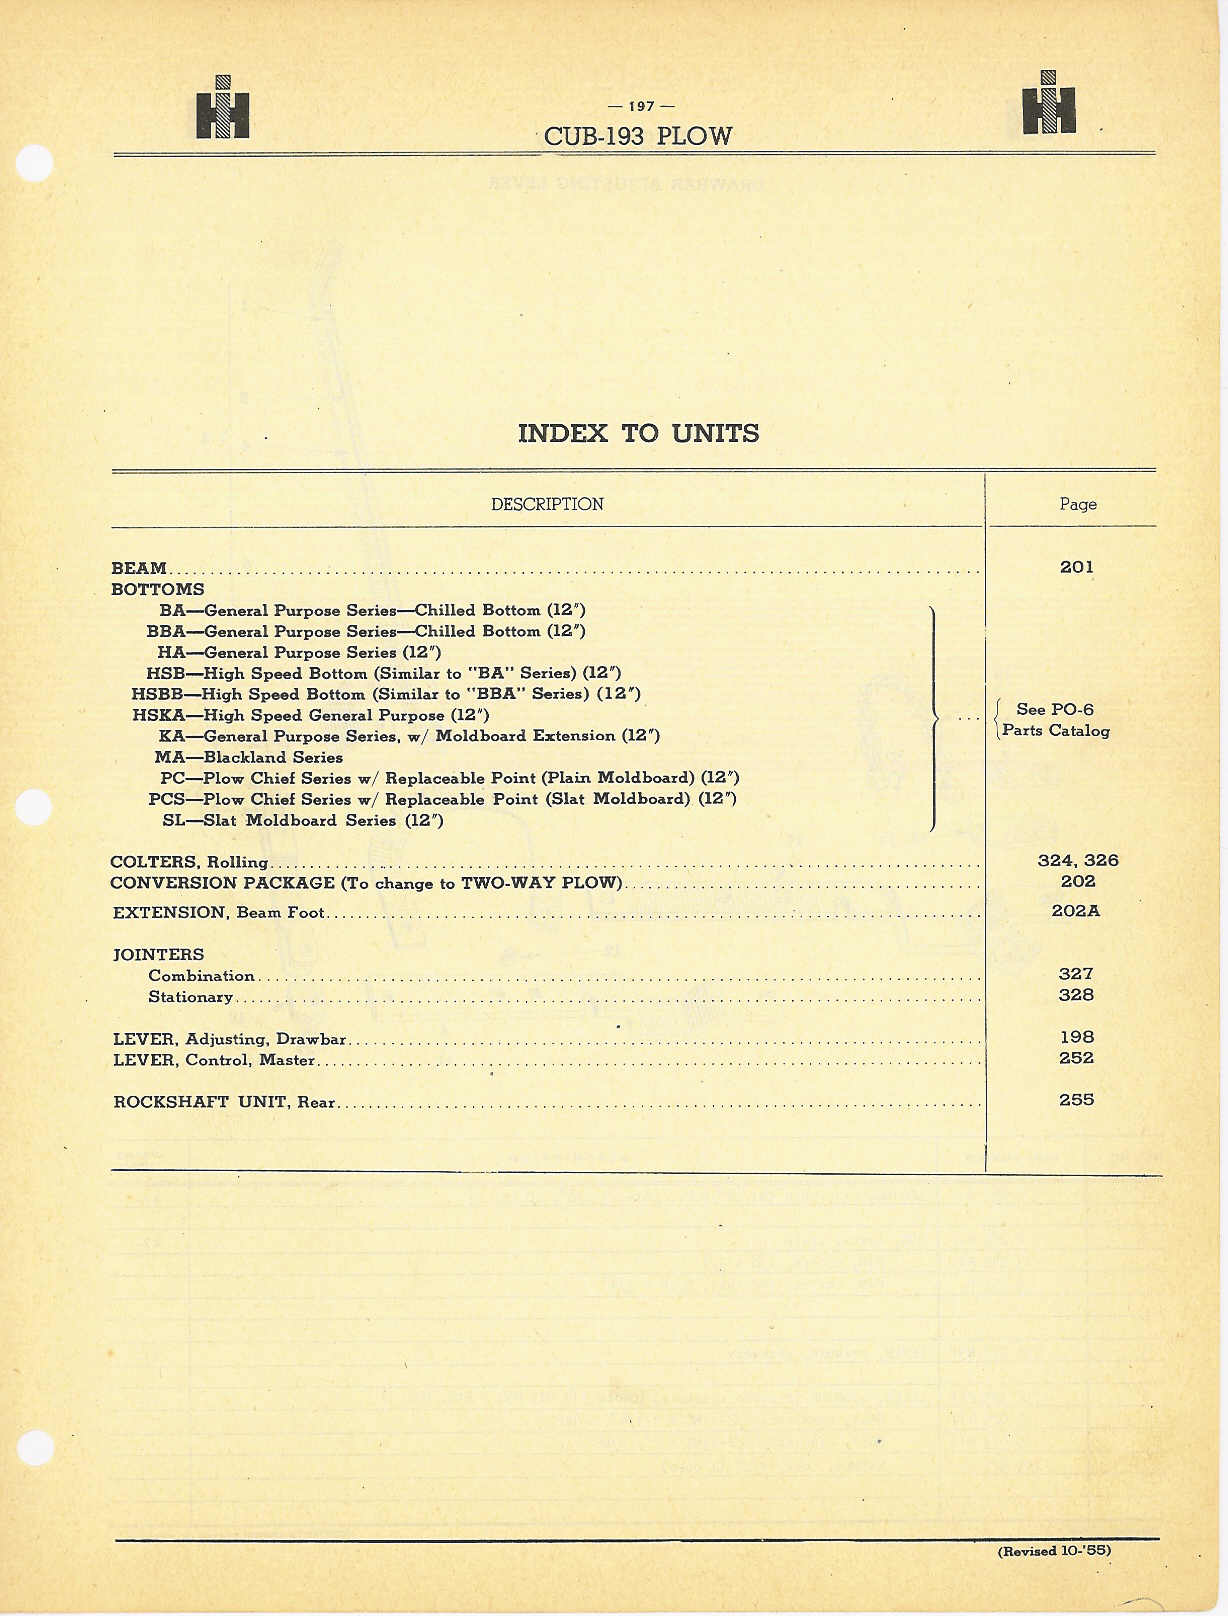 — 197 —
CUB-193 PLOW
INDEX TO UNITS
DESCRIPTION Page
BEAM 201
BOTTOMS
BA—General Purpose Series—Chilled Bottom (12″)
BBA—General Purpose Series—Chilled Bottom (12″)
HA—General Purpose Series (12″)
HSB—High Speed Bottom (Similar to "BA" Series) (12″)
HSBB—High Speed Bottom (Similar to "BBA" Series) (12″)
HSKA—High Speed General Purpose (12″)
See PO-6
KA—General Purpose Series, w/ Moldboard Extension (12″)
Parts Catalog
MA—Blackland Series
PC—Plow Chief Series w/ Replaceable Point (Plain Moldboard) (12″)
PCS—Plow Chief Series w/ Replaceable Point (Slat Moldboard) (12″)
SL—Slat Moldboard Series (12″)
COLTERS, Rolling 324, 326
CONVERSION PACKAGE (To change to TWO-WAY PLOW) 202
EXTENSION, Beam Foot 202A
JOINTERS
Combination 327
Stationary 328
LEVER, Adjusting, Drawbar 198
LEVER, Control, Master 252
ROCKSHAFT UNIT, Rear 255
(Revised 10-'55)